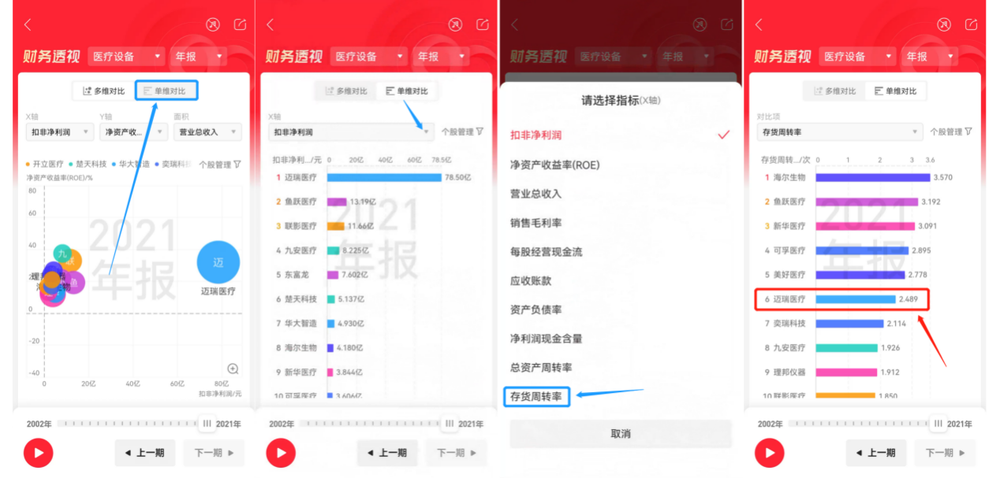 财务透视 医疗设备 年报
多维对比 单维对比
X轴 Y轴 面积
扣非净利润 净资产收... 营业总收入
开立医疗 楚天科技 华大智造 奕瑞科技 个股管理
净资产收益率(ROE)/%
80
60
40
0
-20
-40
2021
年报
九
鱼
迈
迈瑞医疗
0 20亿 40亿 60亿 80亿
扣非净利润/元
2002年 2021年
上一期 下一期
财务透视 医疗设备 年报
多维对比 单维对比
X轴
扣非净利润 个股管理
扣非净利.../元 0 20亿 40亿 60亿 78.5亿
1 迈瑞医疗 78.50亿
2 鱼跃医疗 13.19亿
3 联影医疗 11.66亿
4 九安医疗 8.225亿
5 东富龙 7.602亿
6 楚天科技 5.137亿
7 华大智造 4.930亿
8 海尔生物 4.180亿
9 新华医疗 3.844亿
10 可孚医疗 3.606亿
2021
年报
2002年 2021年
上一期 下一期
财务透视 医疗设备 年报
请选择指标(X轴)
扣非净利润
净资产收益率(ROE)
营业总收入
销售毛利率
每股经营现金流
应收账款
资产负债率
净利润现金含量
总资产周转率
存货周转率
取消
财务透视 医疗设备 年报
多维对比 单维对比
对比项
存货周转率 个股管理
存货周转.../次 0 1 2 3 3.6
1 海尔生物 3.570
2 鱼跃医疗 3.192
3 新华医疗 3.091
4 可孚医疗 2.895
5 美好医疗 2.778
6 迈瑞医疗 2.489
7 奕瑞科技 2.114
8 九安医疗 1.926
9 理邦仪器 1.912
10 联影医疗 1.850
2021
年报
2002年 2021年
上一期 下一期